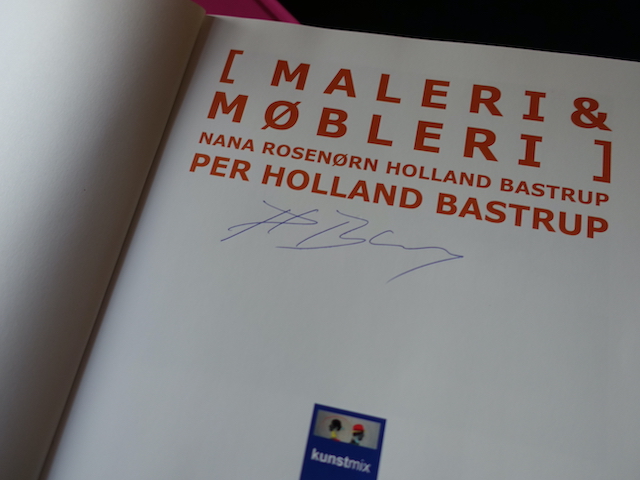 [ MALERI &
MØBLERI ]
NANA ROSENØRN HOLLAND BASTRUP
PER HOLLAND BASTRUP
kunstmix